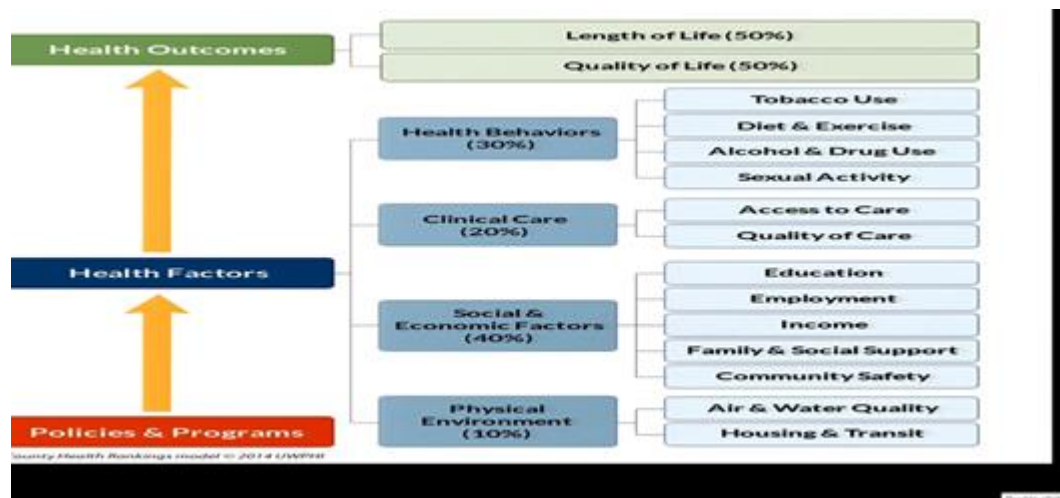 Health Outcomes
Length of Life (50%)
Quality of Life (50%)
Health Behaviors
(30%)
Tobacco Use
Diet & Exercise
Alcohol & Drug Use
Sexual Activity
Clinical Care
(20%)
Access to Care
Quality of Care
Health Factors
Social &
Economic Factors
(40%)
Education
Employment
Income
Family & Social Support
Community Safety
Physical
Environment
(10%)
Air & Water Quality
Housing & Transit
Policies & Programs
ounty Health Rankings model © 2014 UWPHI